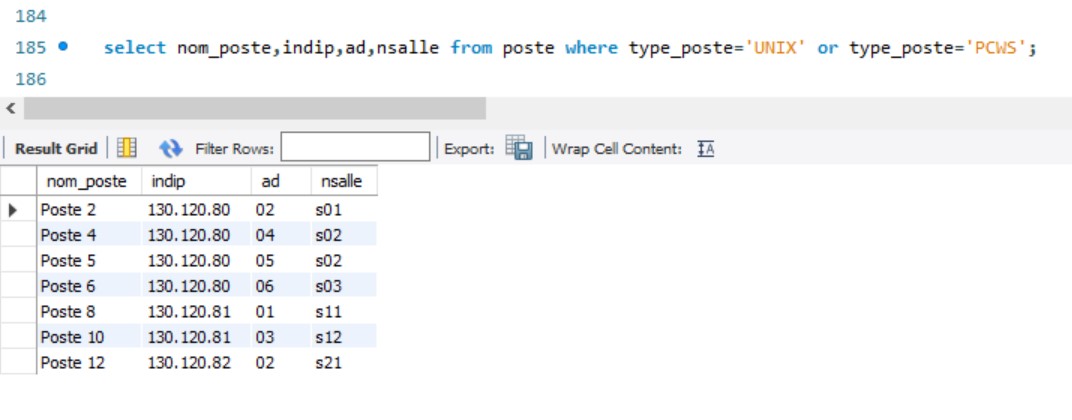 184
185 select nom_poste,indip,ad,nsalle from poste where type_poste='UNIX' or type_poste='PCWS';
186
Result Grid Filter Rows: Export: Wrap Cell Content:
nom_poste indip ad nsalle
Poste 2 130.120.80 02 s01
Poste 4 130.120.80 04 s02
Poste 5 130.120.80 05 s02
Poste 6 130.120.80 06 s03
Poste 8 130.120.81 01 s11
Poste 10 130.120.81 03 s12
Poste 12 130.120.82 02 s21